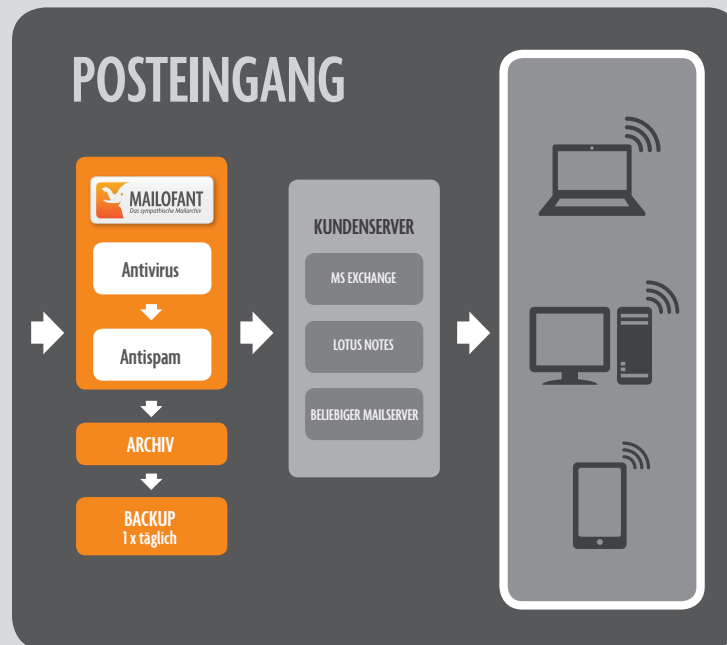 POSTEINGANG
MAILOFANT
Das sympathische Mailarchiv
Antivirus
Antispam
ARCHIV
BACKUP
1 x täglich
KUNDENSERVER
MS EXCHANGE
LOTUS NOTES
BELIEBIGER MAILSERVER